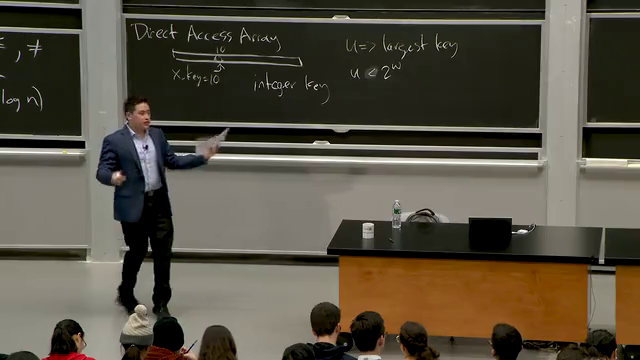 , ≠
log n)
Direct Access Array
10
x.key=10
integer key
u => largest key
u < 2^w